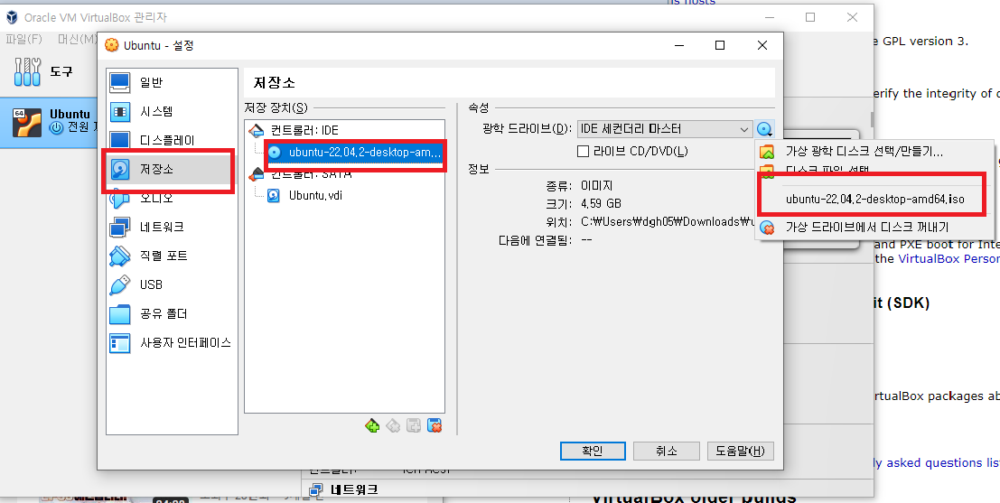 ns hosts
Oracle VM VirtualBox 관리자
파일(F) 머신(M)
도구
64
Ubuntu
전원
Ubuntu - 설정
일반
시스템
디스플레이
저장소
오디오
네트워크
직렬 포트
USB
공유 폴더
사용자 인터페이스
저장소
저장 장치(S)
컨트롤러: IDE
ubuntu-22.04.2-desktop-am...
컨트롤러: SATA
Ubuntu.vdi
속성
광학 드라이브(D): IDE 세컨더리 마스터
라이브 CD/DVD(L)
정보
종류: 이미지
크기: 4.59 GB
위치: C:₩Users₩dgh05₩Downloads₩u
다음에 연결됨: --
가상 광학 디스크 선택/만들기...
디스크 파일 선택
ubuntu-22.04.2-desktop-amd64.iso
가상 드라이브에서 디스크 꺼내기
확인
취소
도움말(H)
e GPL version 3.
erify the integrity of
and PXE boot for Inte
the VirtualBox Person
it (SDK)
irtualBox packages ab
ly asked questions list
네트워크
VirtualBox older builds